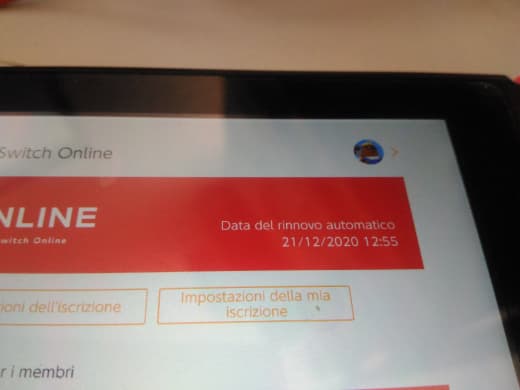 Switch Online
NLINE
witch Online
Data del rinnovo automatico
21/12/2020 12:55
ioni dell'iscrizione
Impostazioni della mia
iscrizione
r i membri